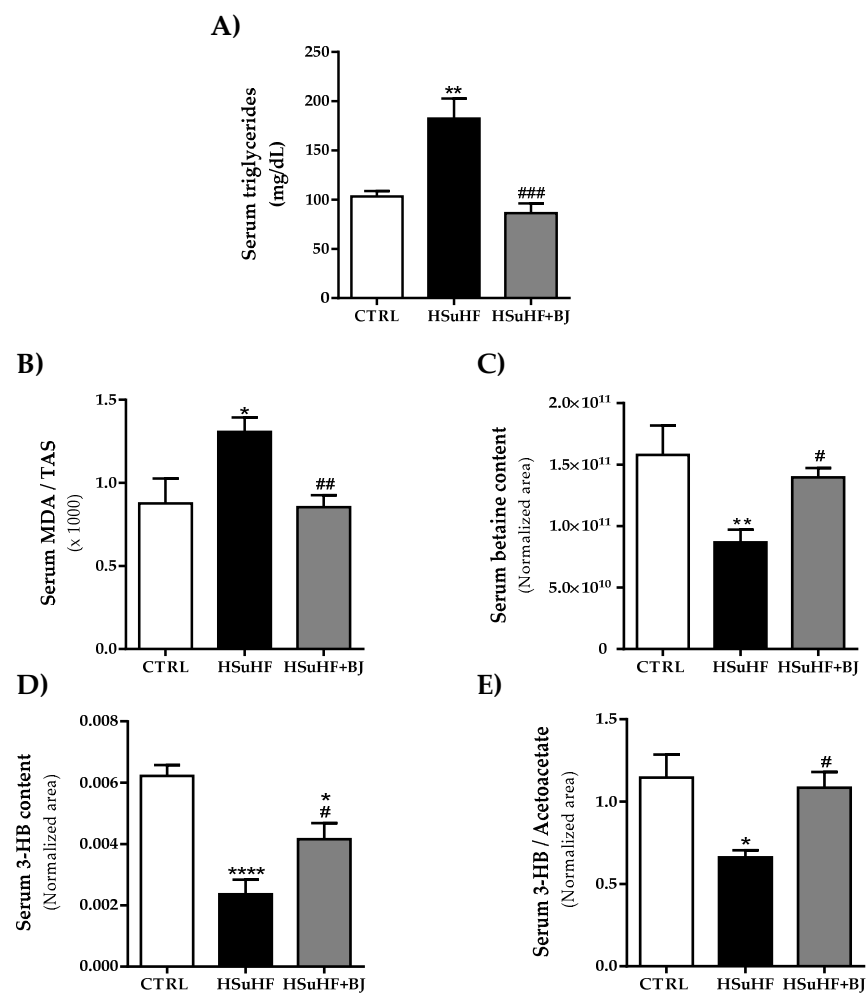 A)
Serum triglycerides
(mg/dL)
250
200
150
100
50
0
**
###
CTRL HSuHF HSuHF+BJ
B)
Serum MDA / TAS
(x 1000)
1.5
1.0
0.5
0.0
*
##
CTRL HSuHF HSuHF+BJ
C)
Serum betaine content
(Normalized area)
2.0×10¹¹
1.5×10¹¹
1.0×10¹¹
5.0×10¹⁰
0
**
#
CTRL HSuHF HSuHF+BJ
D)
Serum 3-HB content
(Normalized area)
0.008
0.006
0.004
0.002
0.000
****
*
#
CTRL HSuHF HSuHF+BJ
E)
Serum 3-HB / Acetoacetate
(Normalized area)
1.5
1.0
0.5
0.0
*
#
CTRL HSuHF HSuHF+BJ